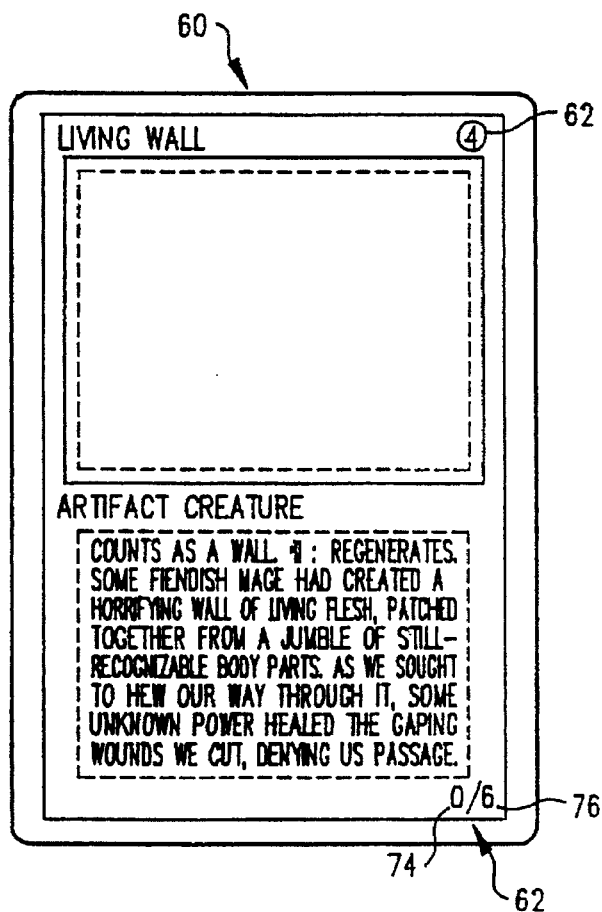 60
LIVING WALL 4 62
ARTIFACT CREATURE
COUNTS AS A WALL : REGENERATES.
SOME FIENDISH MAGE HAD CREATED A
HORRIFYING WALL OF LIVING FLESH, PATCHED
TOGETHER FROM A JUMBLE OF STILL-
RECOGNIZABLE BODY PARTS. AS WE SOUGHT
TO HEW OUR WAY THROUGH IT, SOME
UNKNOWN POWER HEALED THE GAPING
WOUNDS WE CUT, DENYING US PASSAGE.
0/6 76
74
62